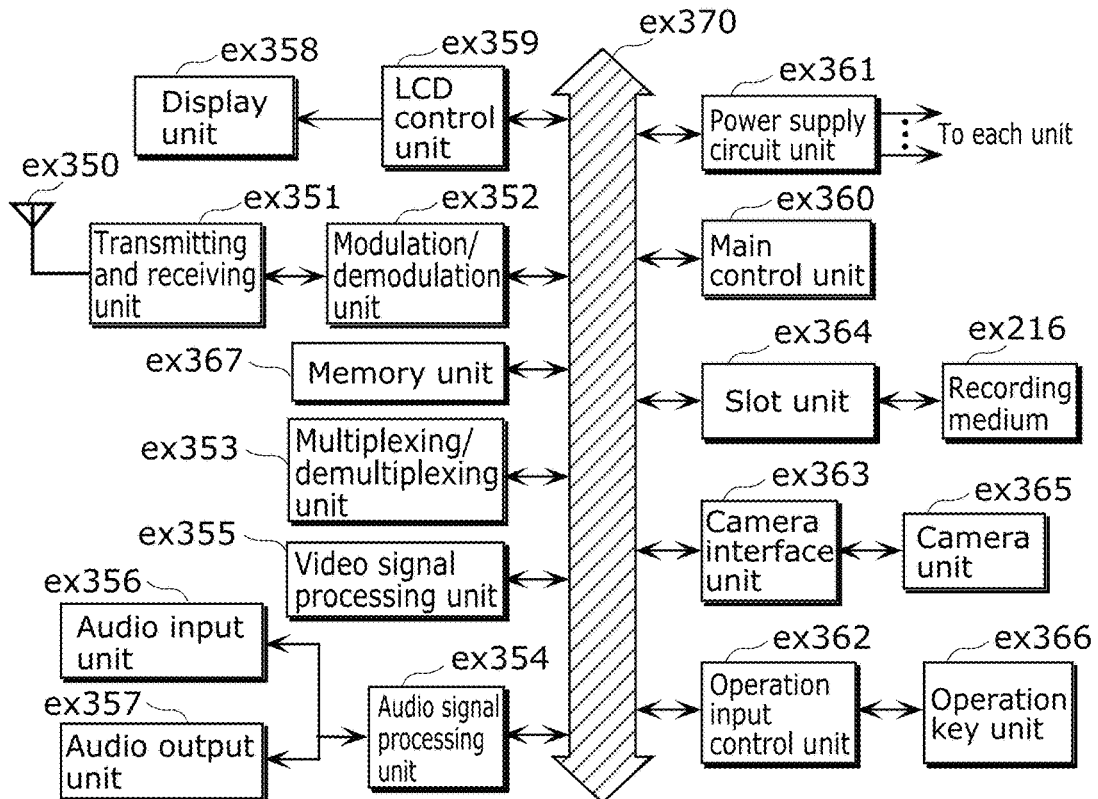 ex370
ex358
ex359
Display
unit
LCD
control
unit
ex361
Power supply
circuit unit
To each unit
ex350
ex351
ex352
Transmitting
and receiving
unit
Modulation/
demodulation
unit
ex360
Main
control unit
ex367
Memory unit
ex364
Slot unit
ex216
Recording
medium
ex353
Multiplexing/
demultiplexing
unit
ex363
Camera
interface
unit
ex365
Camera
unit
ex355
Video signal
processing unit
ex356
Audio input
unit
ex354
Audio signal
processing
unit
ex357
Audio output
unit
ex362
Operation
input
control unit
ex366
Operation
key unit